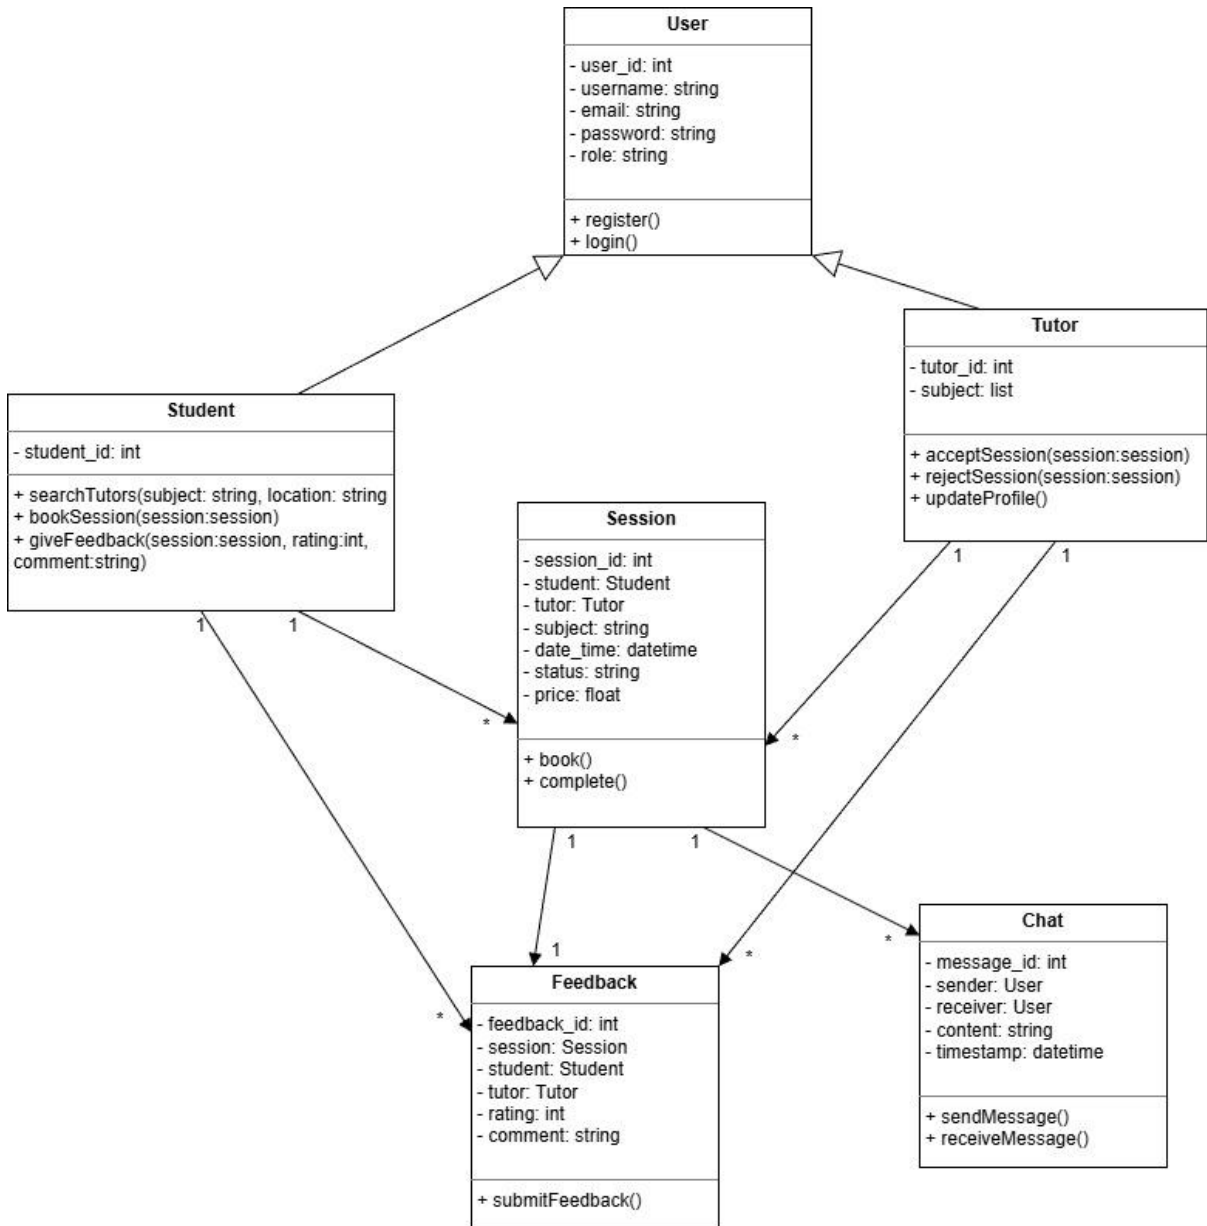 User
- user_id: int
- username: string
- email: string
- password: string
- role: string
+ register()
+ login()
Tutor
- tutor_id: int
- subject: list
+ acceptSession(session:session)
+ rejectSession(session:session)
+ updateProfile()
1
1
Student
- student_id: int
+ searchTutors(subject: string, location: string
+ bookSession(session:session)
+ giveFeedback(session:session, rating:int,
comment:string)
1
1
Session
- session_id: int
- student: Student
- tutor: Tutor
- subject: string
- date_time: datetime
- status: string
- price: float
+ book()
+ complete()
*
*
1
1
Chat
- message_id: int
- sender: User
- receiver: User
- content: string
- timestamp: datetime
+ sendMessage()
+ receiveMessage()
*
1
*
*
Feedback
- feedback_id: int
- session: Session
- student: Student
- tutor: Tutor
- rating: int
- comment: string
+ submitFeedback()